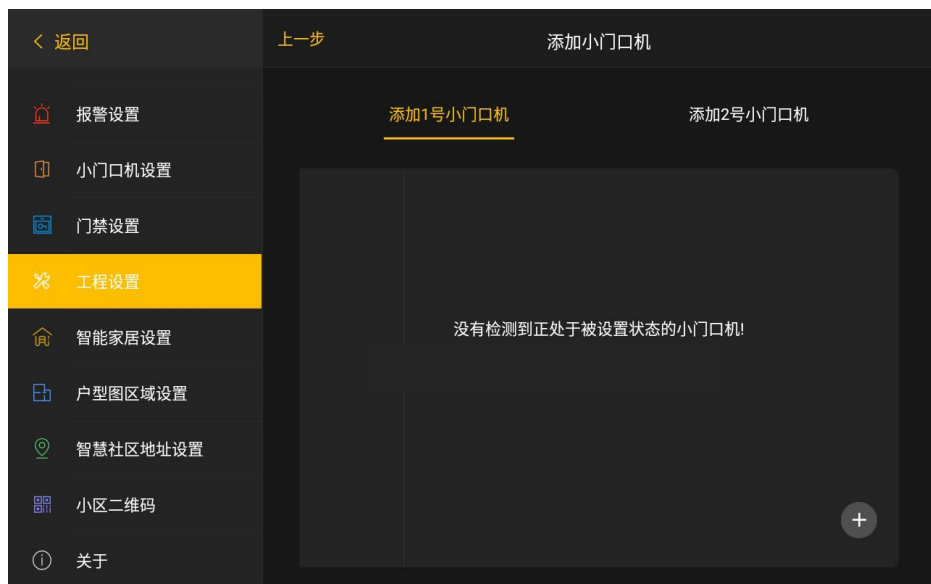 返回
上一步
添加小门口机
报警设置
小门口机设置
门禁设置
工程设置
智能家居设置
户型图区域设置
智慧社区地址设置
小区二维码
关于
添加1号小门口机
添加2号小门口机
没有检测到正处于被设置状态的小门口机!